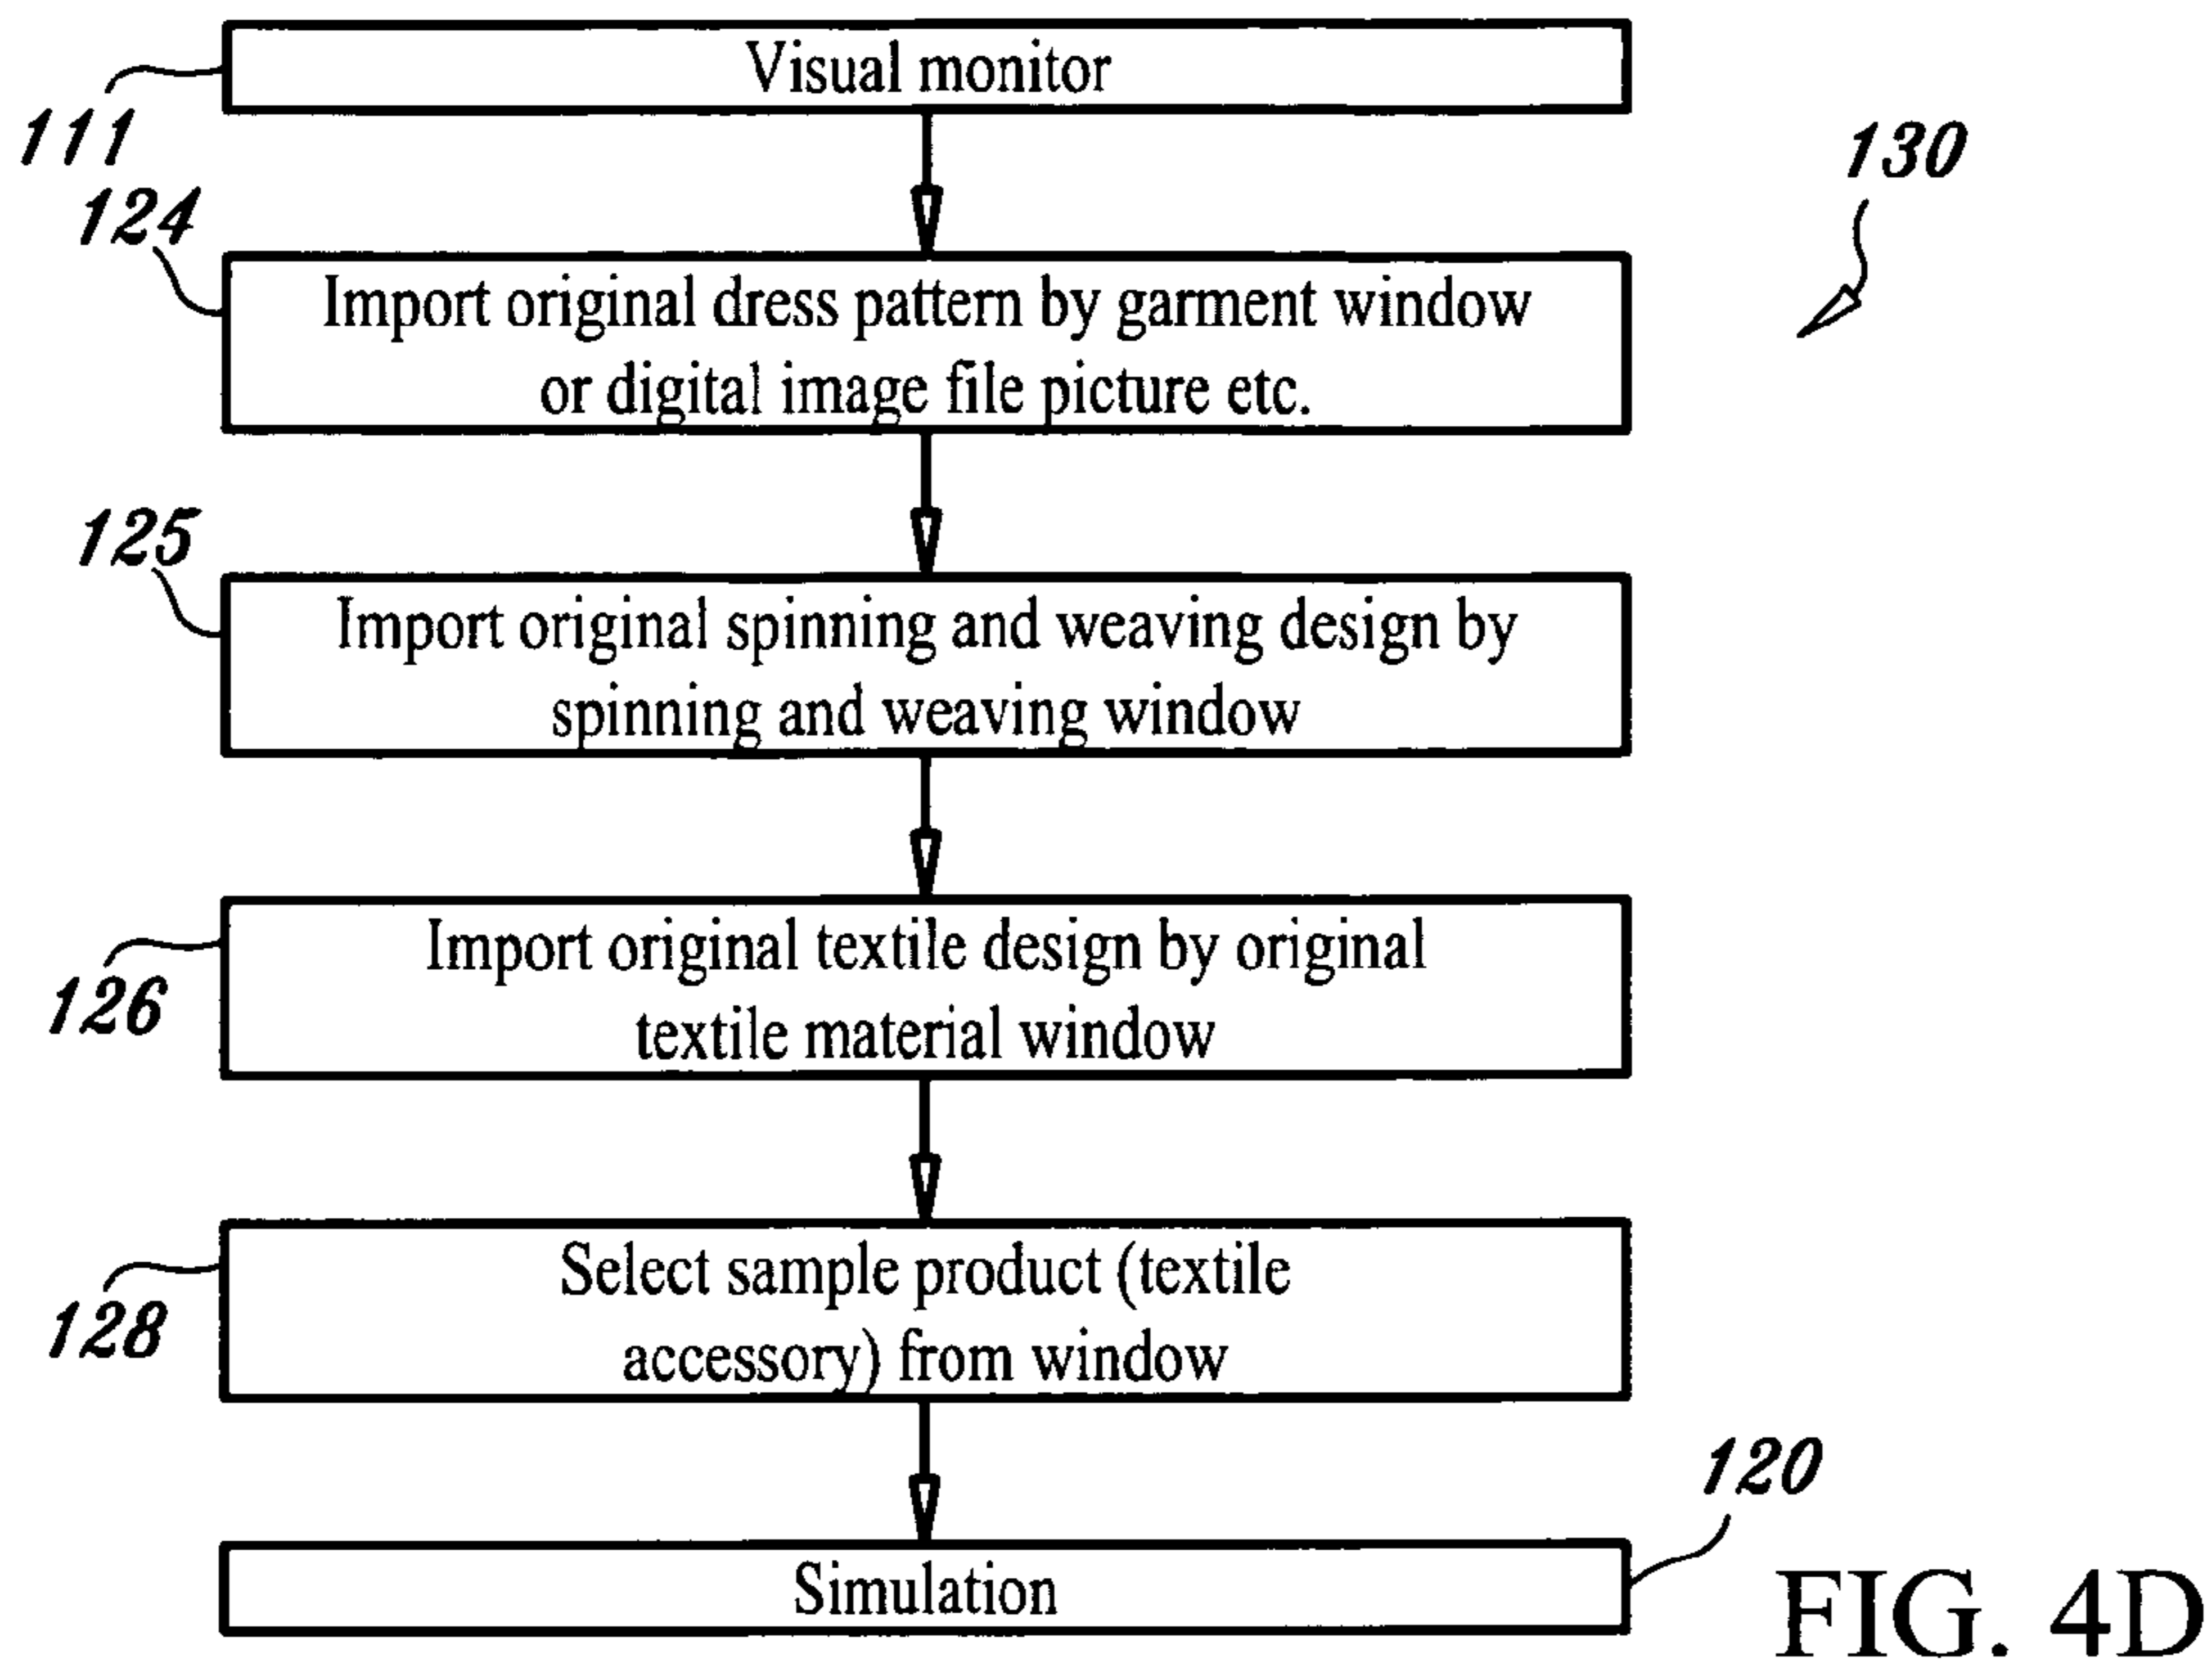 Visual monitor
111
130
124
Import original dress pattern by garment window
or digital image file picture etc.
125
Import original spinning and weaving design by
spinning and weaving window
126
Import original textile design by original
textile material window
128
Select sample product (textile
accessory) from window
120
Simulation
FIG. 4D